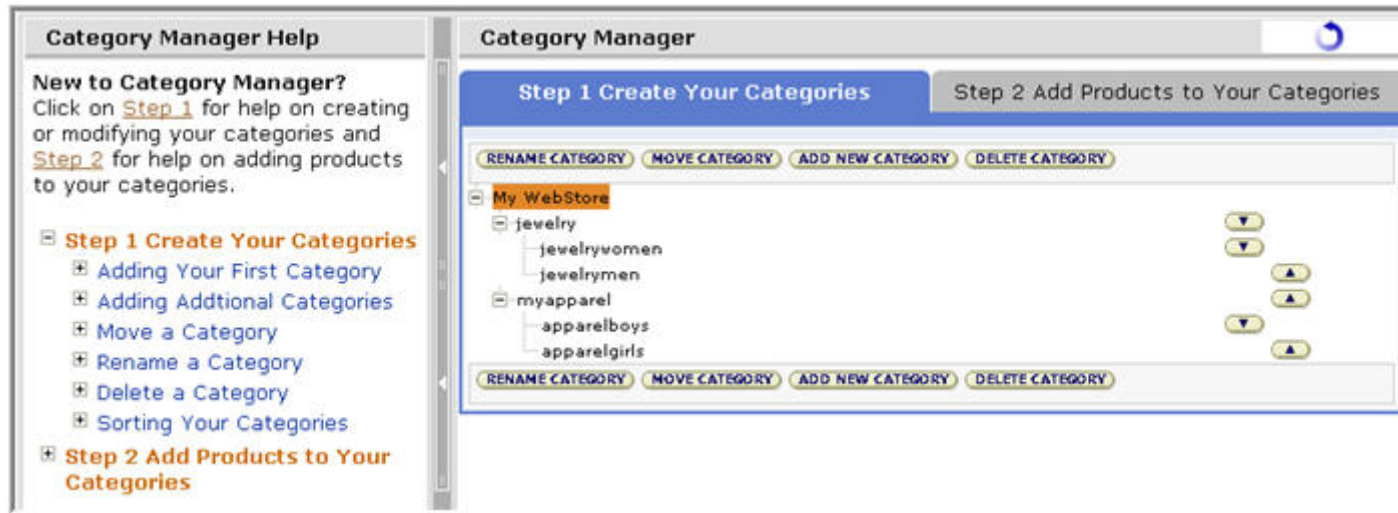 Category Manager Help
New to Category Manager?
Click on Step 1 for help on creating
or modifying your categories and
Step 2 for help on adding products
to your categories.
Step 1 Create Your Categories
Adding Your First Category
Adding Addtional Categories
Move a Category
Rename a Category
Delete a Category
Sorting Your Categories
Step 2 Add Products to Your
Categories
Category Manager
Step 1 Create Your Categories
Step 2 Add Products to Your Categories
RENAME CATEGORY MOVE CATEGORY ADD NEW CATEGORY DELETE CATEGORY
My WebStore
jewelry
jewelrywomen
jewelrymen
myapparel
apparelboys
apparelgirls
RENAME CATEGORY MOVE CATEGORY ADD NEW CATEGORY DELETE CATEGORY